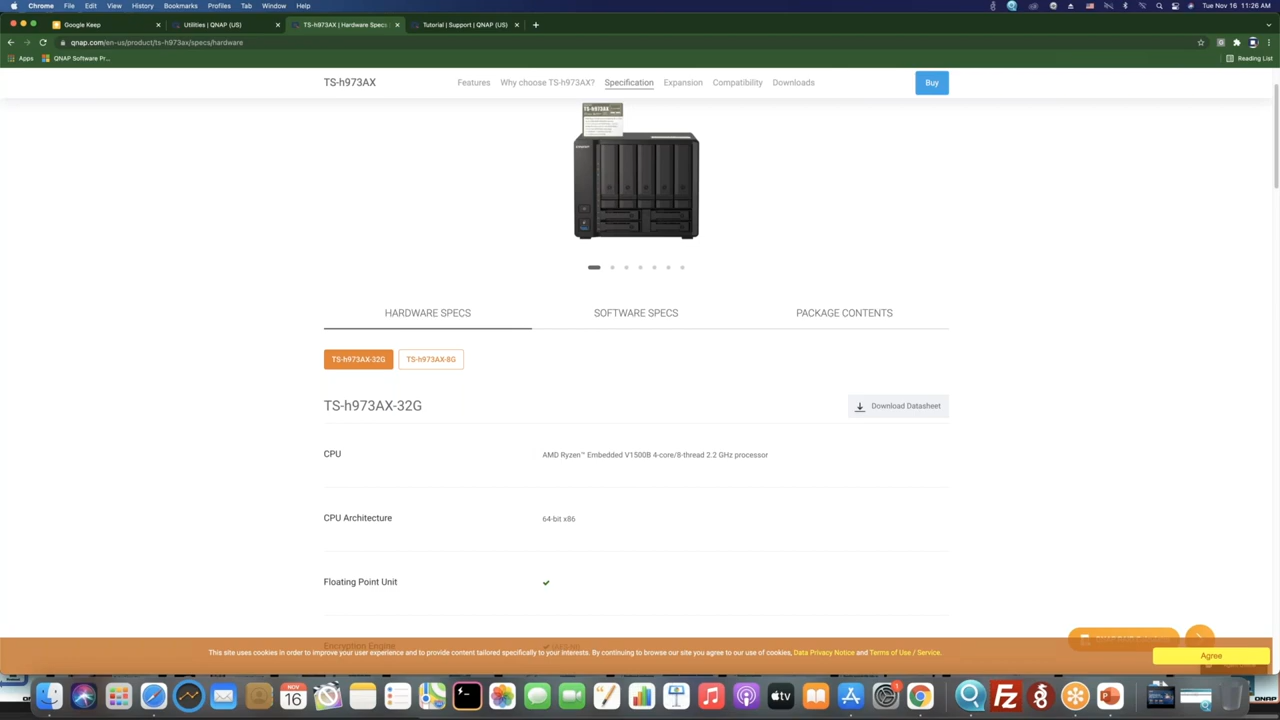 Chrome File Edit View History Bookmarks Profiles Tab Window Help
Tue Nov 16 11:26 AM
Google Keep
Utilities | QNAP (US)
TS-h973AX | Hardware Specs
Tutorial | Support | QNAP (US)
qnap.com/en-us/product/ts-h973ax/specs/hardware
Apps
QNAP Software Pr...
Reading List
TS-h973AX
Features
Why choose TS-h973AX?
Specification
Expansion
Compatibility
Downloads
Buy
TS-h973AX
HARDWARE SPECS
SOFTWARE SPECS
PACKAGE CONTENTS
TS-h973AX-32G
TS-h973AX-8G
TS-h973AX-32G
Download Datasheet
CPU
AMD Ryzen™ Embedded V1500B 4-core/8-thread 2.2 GHz processor
CPU Architecture
64-bit x86
Floating Point Unit
Encryption Engine
This site uses cookies in order to improve your user experience and to provide content tailored specifically to your interests. By continuing to browse our site you agree to our use of cookies, Data Privacy Notice and Terms of Use / Service.
Agree
NOV
16
tv